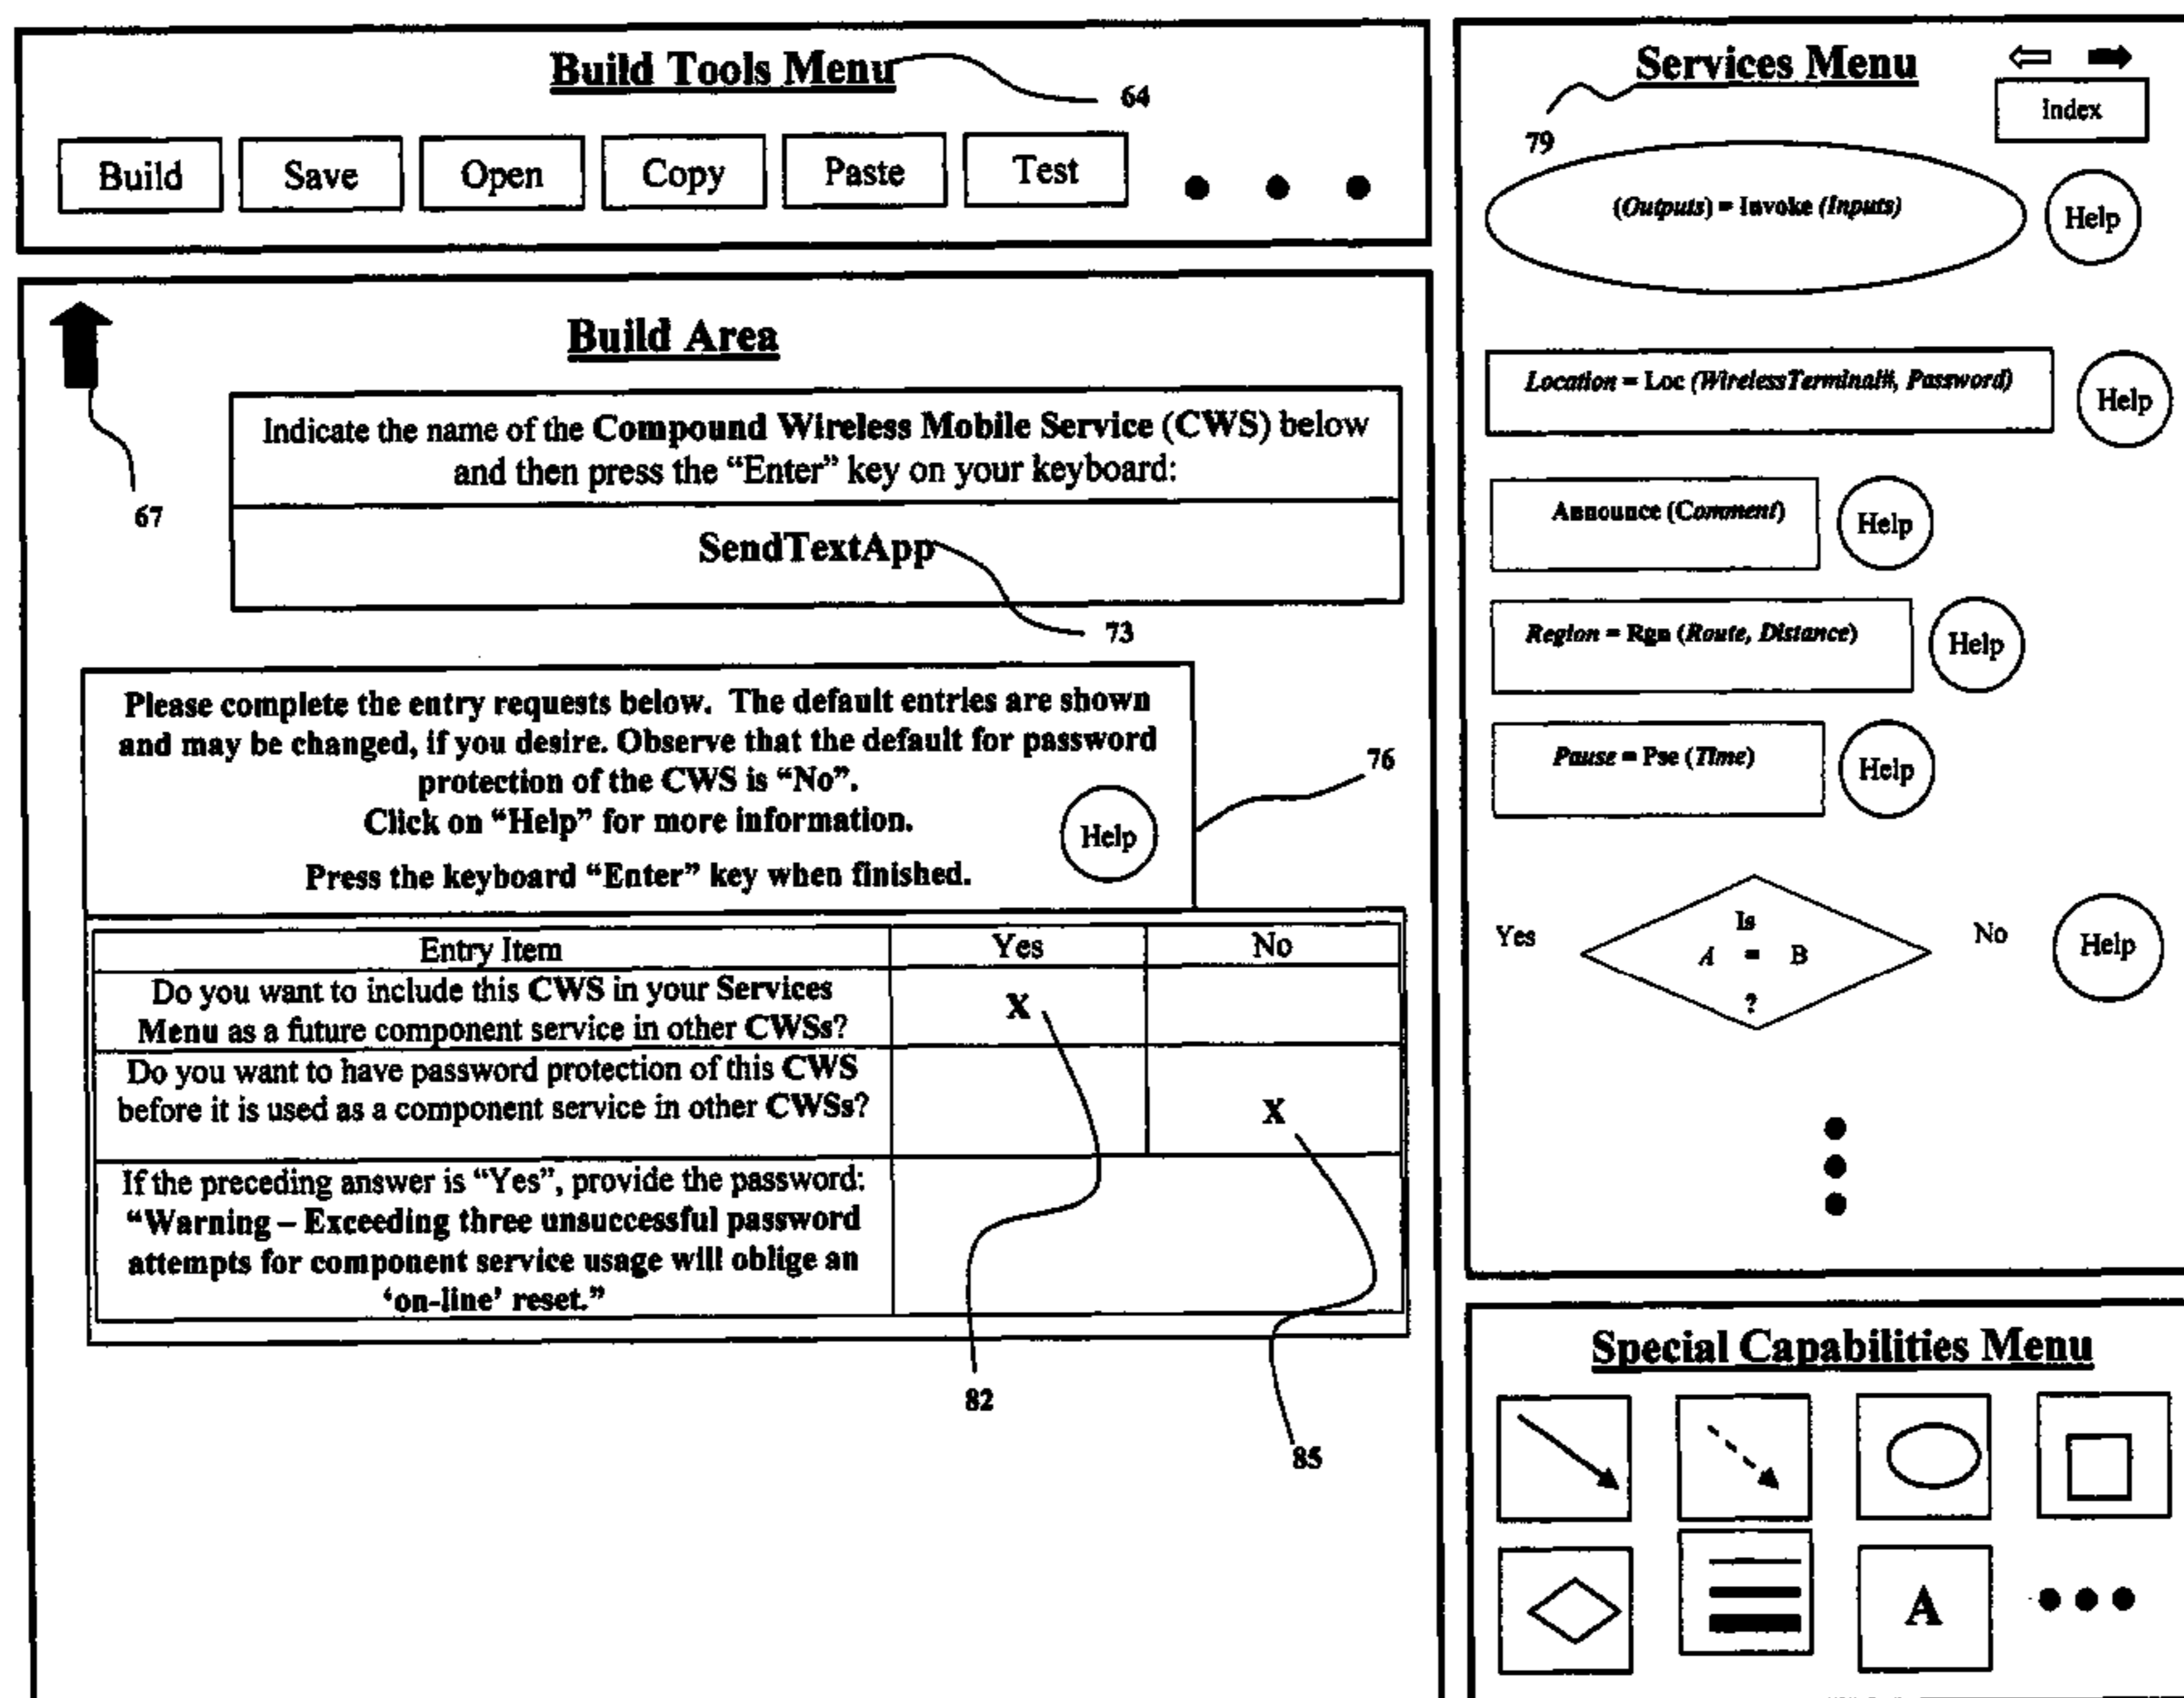 Build Tools Menu
64
Build
Save
Open
Copy
Paste
Test
Build Area
67
Indicate the name of the Compound Wireless Mobile Service (CWS) below
and then press the “Enter” key on your keyboard:
SendTextApp
73
Please complete the entry requests below. The default entries are shown
and may be changed, if you desire. Observe that the default for password
protection of the CWS is “No”.
Click on “Help” for more information.
Help
Press the keyboard “Enter” key when finished.
76
Entry Item
Yes
No
Do you want to include this CWS in your Services
Menu as a future component service in other CWSs?
X
Do you want to have password protection of this CWS
before it is used as a component service in other CWSs?
X
If the preceding answer is “Yes”, provide the password:
“Warning – Exceeding three unsuccessful password
attempts for component service usage will oblige an
‘on-line’ reset.”
82
85
Services Menu
Index
79
(Outputs) = Invoke (Inputs)
Help
Location = Loc (WirelessTerminal#, Password)
Help
Announce (Comment)
Help
Region = Rgn (Route, Distance)
Help
Pause = Pse (Time)
Help
Yes
Is
A = B
?
No
Help
Special Capabilities Menu
A